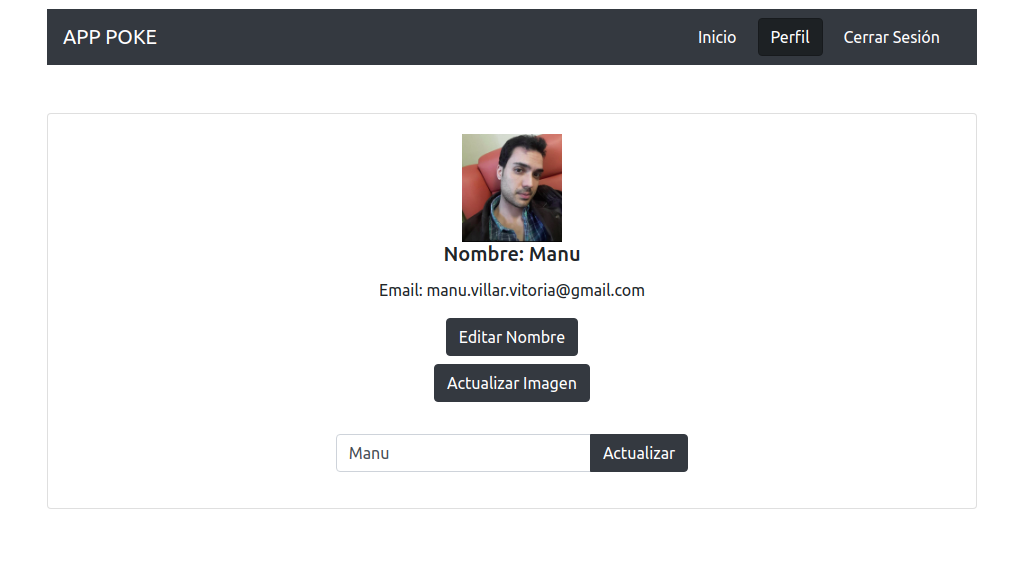 APP POKE Inicio Perfil Cerrar Sesión
Nombre: Manu
Email: manu.villar.vitoria@gmail.com
Editar Nombre
Actualizar Imagen
Manu Actualizar